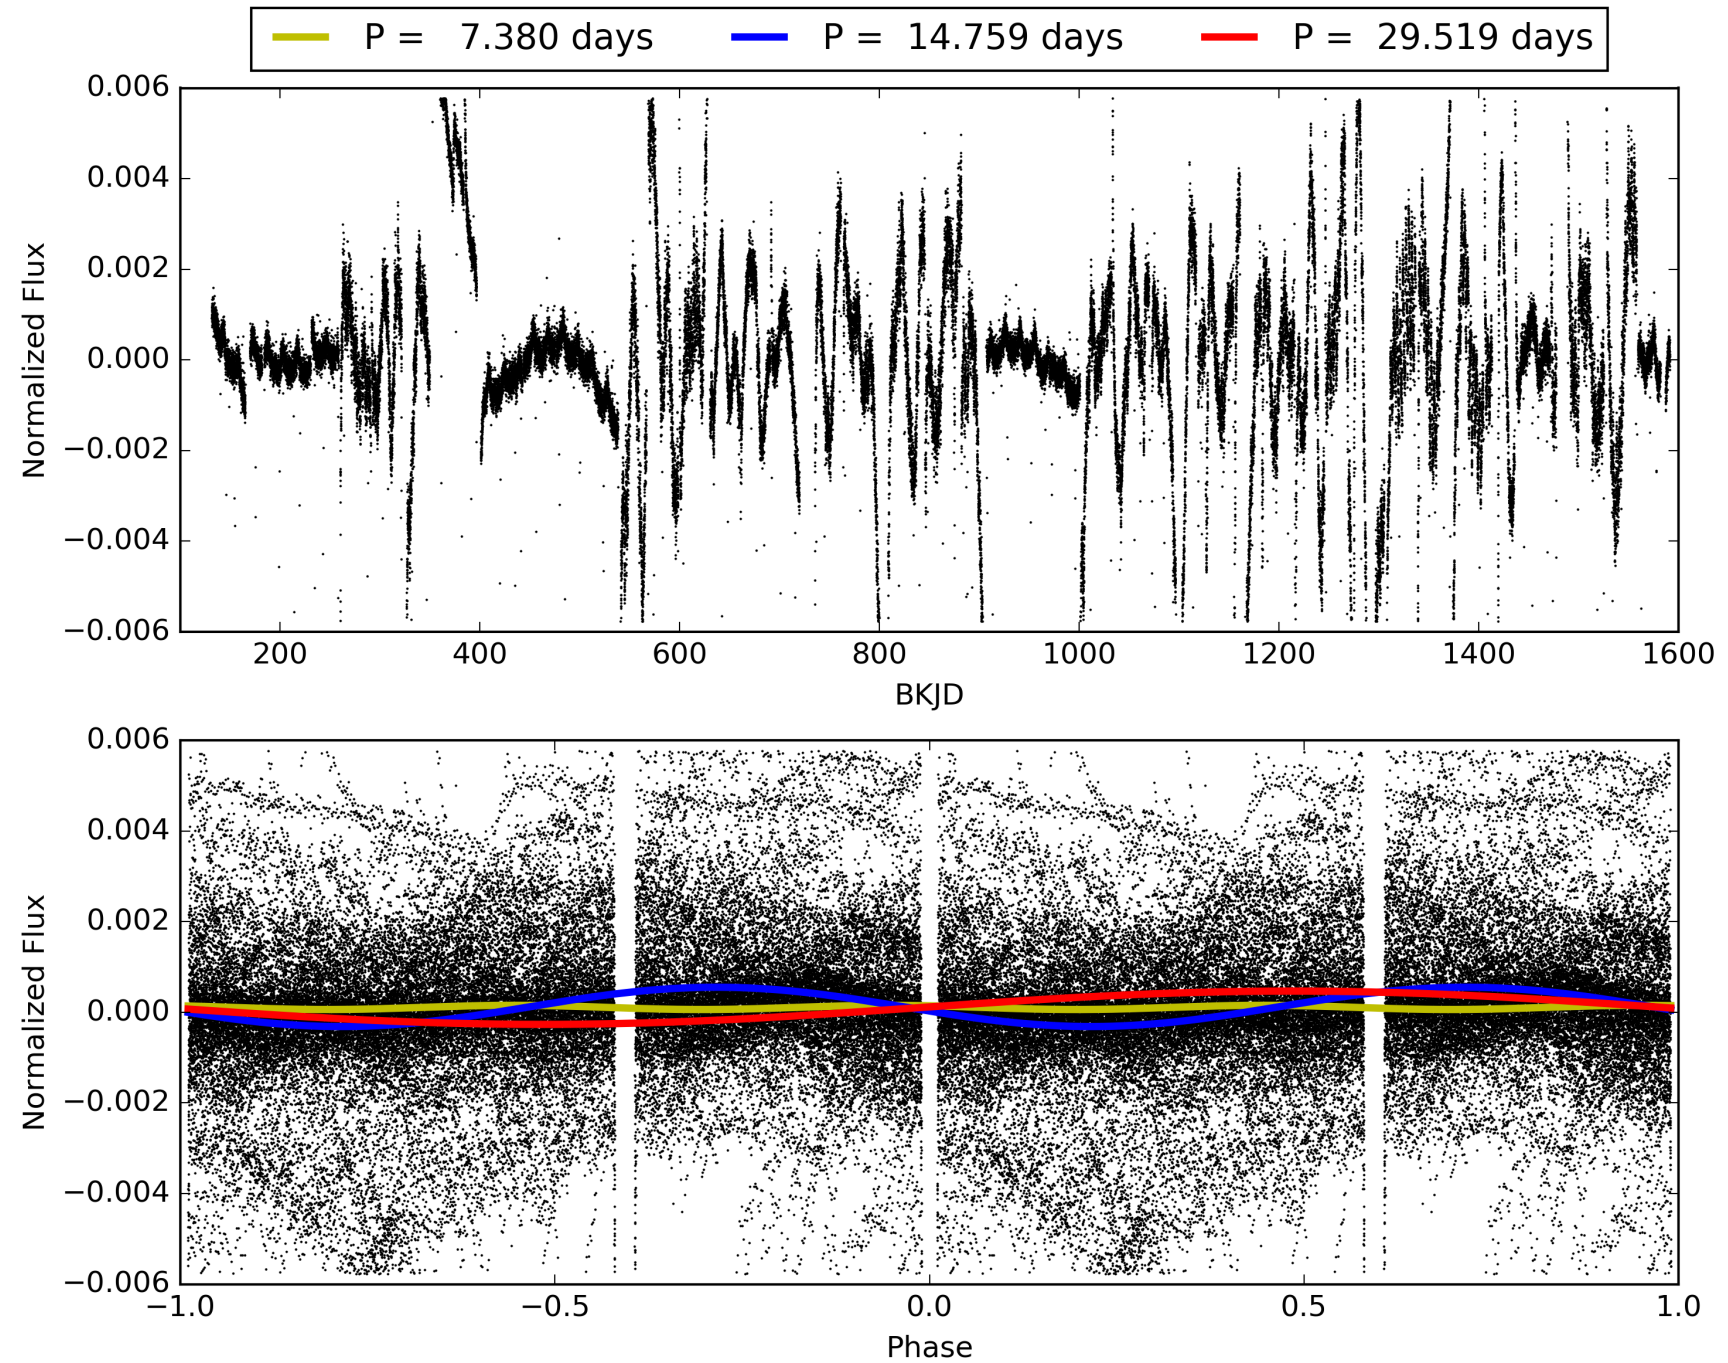 P = 7.380 days P = 14.759 days P = 29.519 days
0.006
0.004
0.002
0.000
−0.002
−0.004
−0.006
Normalized Flux
200 400 600 800 1000 1200 1400 1600
BKJD
0.006
0.004
0.002
0.000
−0.002
−0.004
−0.006
Normalized Flux
−1.0 −0.5 0.0 0.5 1.0
Phase